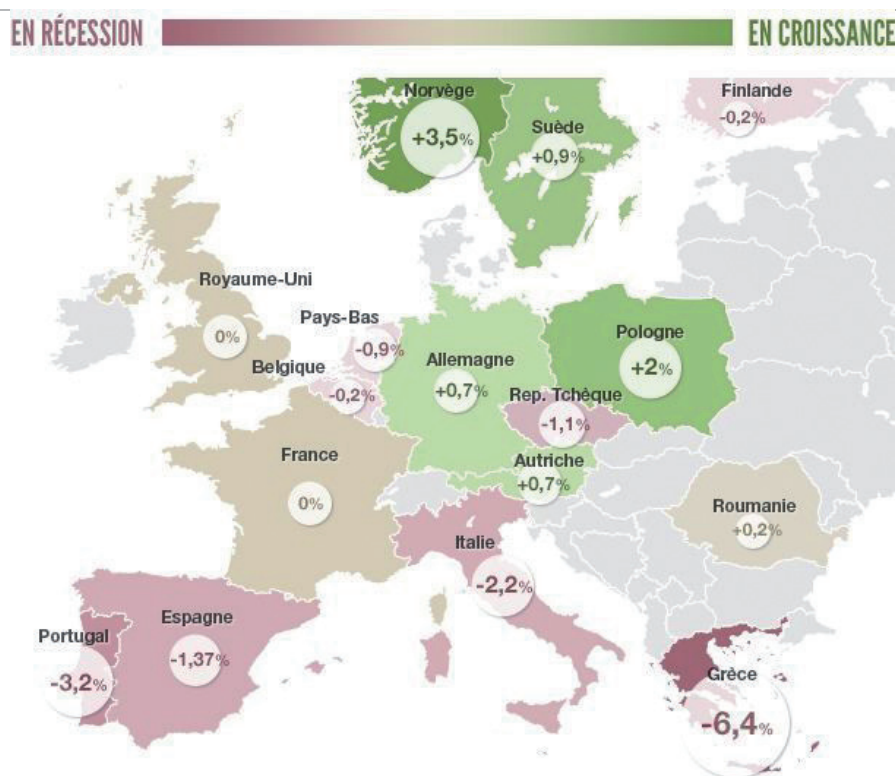 EN RÉCESSION
EN CROISSANCE
Norvège
+3,5%
Suède
+0,9%
Finlande
-0,2%
Royaume-Uni
0%
Pays-Bas
-0,9%
Belgique
-0,2%
Allemagne
+0,7%
Pologne
+2%
Rep. Tchèque
-1,1%
France
0%
Autriche
+0,7%
Roumanie
+0,2%
Italie
-2,2%
Espagne
-1,37%
Portugal
-3,2%
Grèce
-6,4%